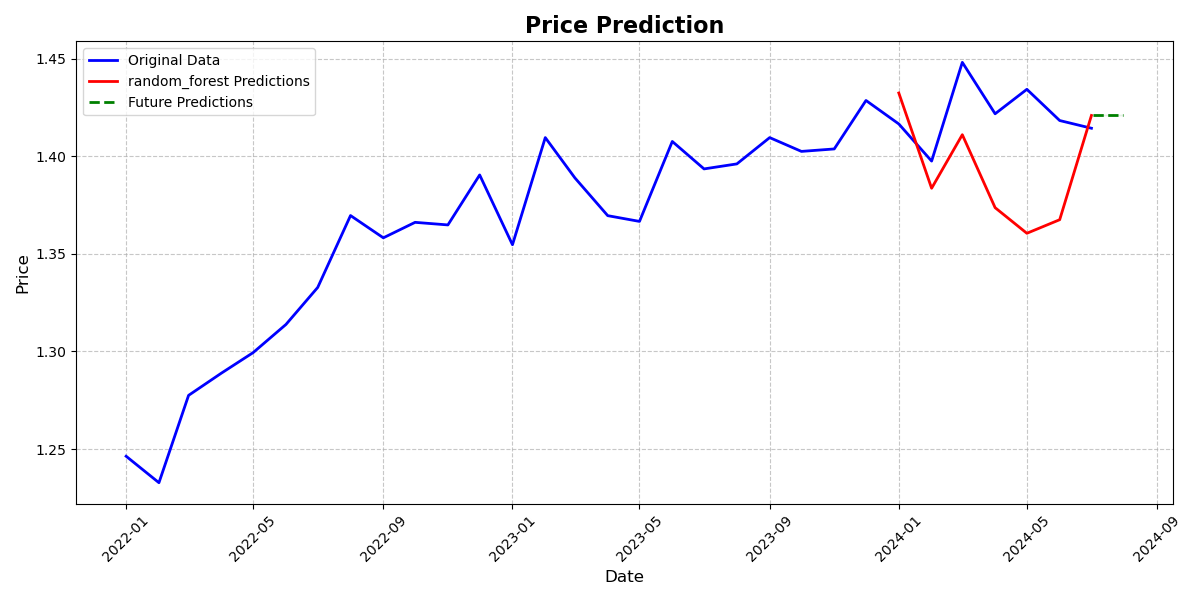 Price Prediction
Original Data
random_forest Predictions
Future Predictions
Price
1.45
1.40
1.35
1.30
1.25
2022-01
2022-05
2022-09
2023-01
2023-05
2023-09
2024-01
2024-05
2024-09
Date